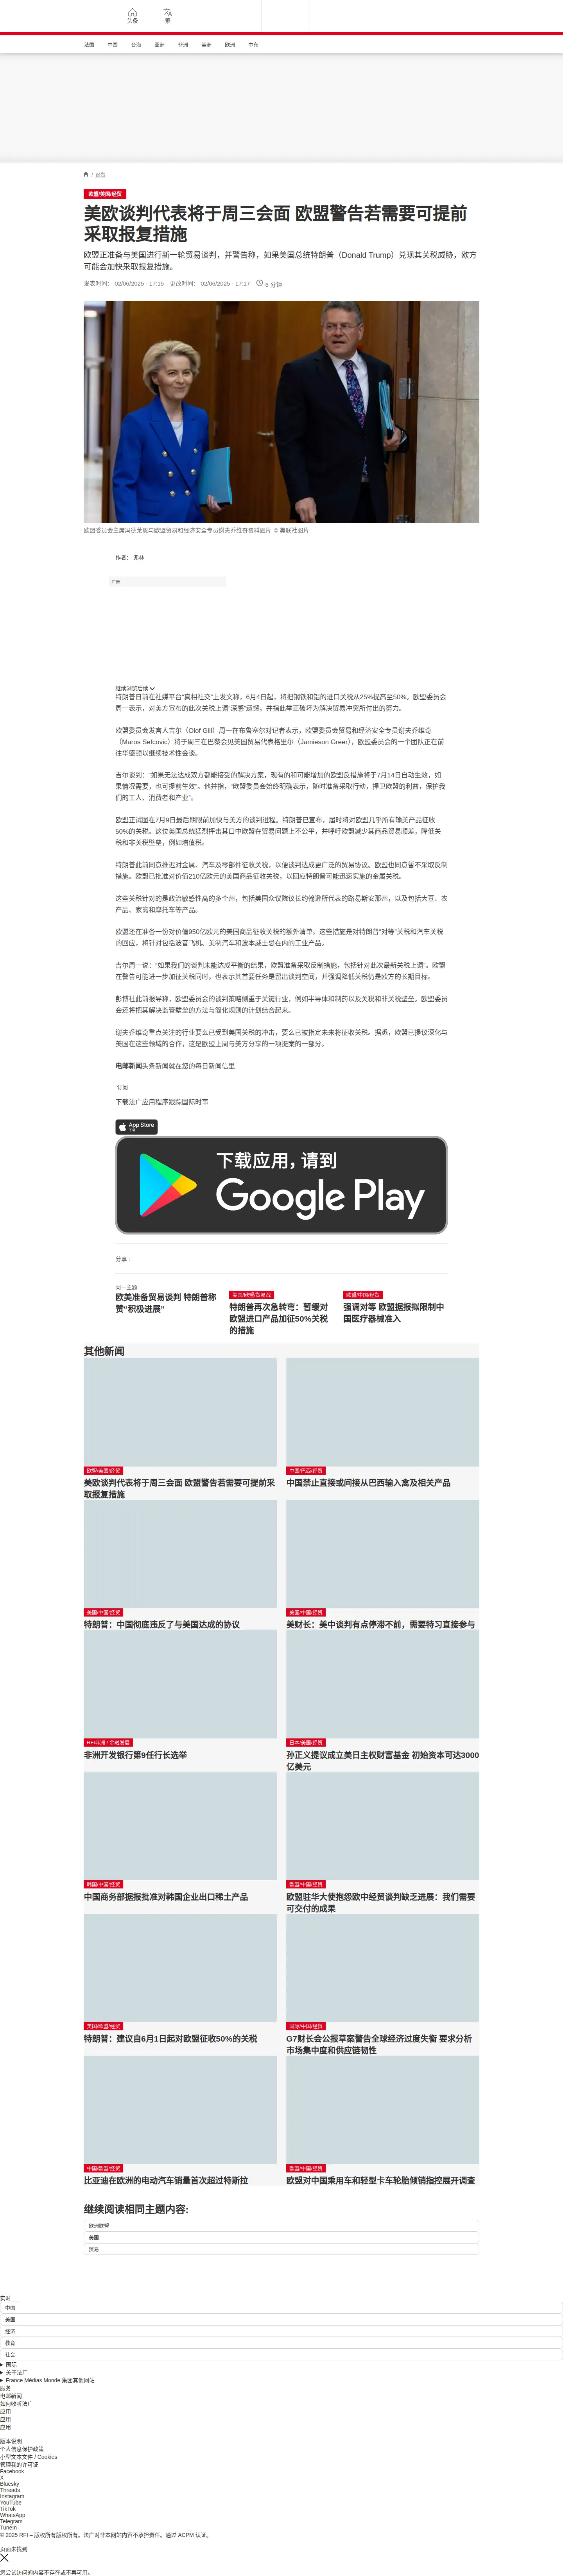 头条
繁
法国 中国 台海 亚洲 非洲 美洲 欧洲 中东
/ 经贸
欧盟/美国/经贸
美欧谈判代表将于周三会面 欧盟警告若需要可提前
采取报复措施
欧盟正准备与美国进行新一轮贸易谈判，并警告称，如果美国总统特朗普（Donald Trump）兑现其关税威胁，欧方
可能会加快采取报复措施。
发表时间： 02/06/2025 - 17:15 更改时间： 02/06/2025 - 17:17 6 分钟
欧盟委员会主席冯德莱恩与欧盟贸易和经济安全专员谢夫乔维奇资料图片 © 美联社图片
作者： 弗林
广告
继续浏览后续
特朗普日前在社媒平台“真相社交”上发文称，6月4日起，将把钢铁和铝的进口关税从25%提高至50%。欧盟委员会
周一表示，对美方宣布的此次关税上调“深感”遗憾，并指此举正破坏为解决贸易冲突所付出的努力。
欧盟委员会发言人吉尔（Olof Gill）周一在布鲁塞尔对记者表示，欧盟委员会贸易和经济安全专员谢夫乔维奇
（Maros Sefcovic）将于周三在巴黎会见美国贸易代表格里尔（Jamieson Greer），欧盟委员会的一个团队正在前
往华盛顿以继续技术性会谈。
吉尔谈到：“如果无法达成双方都能接受的解决方案，现有的和可能增加的欧盟反措施将于7月14日自动生效，如
果情况需要，也可提前生效”。他并指，“欧盟委员会始终明确表示，随时准备采取行动，捍卫欧盟的利益，保护我
们的工人、消费者和产业”。
欧盟正试图在7月9日最后期限前加快与美方的谈判进程。特朗普已宣布，届时将对欧盟几乎所有输美产品征收
50%的关税。这位美国总统猛烈抨击其口中欧盟在贸易问题上不公平，并呼吁欧盟减少其商品贸易顺差，降低关
税和非关税壁垒，例如增值税。
特朗普此前同意推迟对金属、汽车及零部件征收关税，以便谈判达成更广泛的贸易协议。欧盟也同意暂不采取反制
措施。欧盟已批准对价值210亿欧元的美国商品征收关税，以回应特朗普可能迅速实施的金属关税。
这些关税针对的是政治敏感性高的多个州，包括美国众议院议长约翰逊所代表的路易斯安那州，以及包括大豆、农
产品、家禽和摩托车等产品。
欧盟还在准备一份对价值950亿欧元的美国商品征收关税的额外清单。这些措施是对特朗普“对等”关税和汽车关税
的回应，将针对包括波音飞机、美制汽车和波本威士忌在内的工业产品。
吉尔周一说：“如果我们的谈判未能达成平衡的结果，欧盟准备采取反制措施，包括针对此次最新关税上调”。欧盟
在警告可能进一步加征关税同时，也表示其首要任务是留出谈判空间，并强调降低关税仍是欧方的长期目标。
彭博社此前报导称，欧盟委员会的谈判策略侧重于关键行业，例如半导体和制药以及关税和非关税壁垒。欧盟委员
会还将把其解决监管壁垒的方法与简化规则的计划结合起来。
谢夫乔维奇重点关注的行业要么已受到美国关税的冲击，要么已被指定未来将征收关税。据悉，欧盟已提议深化与
美国在这些领域的合作，这是欧盟上周与美方分享的一项提案的一部分。
电邮新闻头条新闻就在您的每日新闻信里
订阅
下载法广应用程序跟踪国际时事
App Store
下载
下载应用，请到
Google Play
分享 :
同一主题
欧美准备贸易谈判 特朗普称
赞“积极进展”
美国/欧盟/贸易战
特朗普再次急转弯：暂缓对
欧盟进口产品加征50%关税
的措施
欧盟/中国/经贸
强调对等 欧盟据报拟限制中
国医疗器械准入
其他新闻
欧盟/美国/经贸
美欧谈判代表将于周三会面 欧盟警告若需要可提前采
取报复措施
中国/巴西/经贸
中国禁止直接或间接从巴西输入禽及相关产品
美国/中国/经贸
特朗普：中国彻底违反了与美国达成的协议
美国/中国/经贸
美财长：美中谈判有点停滞不前，需要特习直接参与
RFI非洲 / 金融发展
非洲开发银行第9任行长选举
日本/美国/经贸
孙正义提议成立美日主权财富基金 初始资本可达3000
亿美元
韩国/中国/经贸
中国商务部据报批准对韩国企业出口稀土产品
欧盟/中国/经贸
欧盟驻华大使抱怨欧中经贸谈判缺乏进展：我们需要
可交付的成果
美国/欧盟/经贸
特朗普：建议自6月1日起对欧盟征收50%的关税
国际/中国/经贸
G7财长会公报草案警告全球经济过度失衡 要求分析
市场集中度和供应链韧性
中国/欧盟/经贸
比亚迪在欧洲的电动汽车销量首次超过特斯拉
欧盟/中国/经贸
欧盟对中国乘用车和轻型卡车轮胎倾销指控展开调查
继续阅读相同主题内容:
欧洲联盟
美国
贸易
实时
中国
美国
经济
教育
社会
国际
关于法广
France Médias Monde 集团其他网站
服务
电邮新闻
如何收听法广
应用
应用
应用
版本说明
个人信息保护政策
小型文本文件 / Cookies
管理我的许可证
Facebook
X
Bluesky
Threads
Instagram
YouTube
TikTok
WhatsApp
Telegram
TuneIn
© 2025 RFI – 版权所有版权所有。法广对非本网站内容不承担责任。通过 ACPM 认证。
页面未找到
您尝试访问的内容不存在或不再可用。